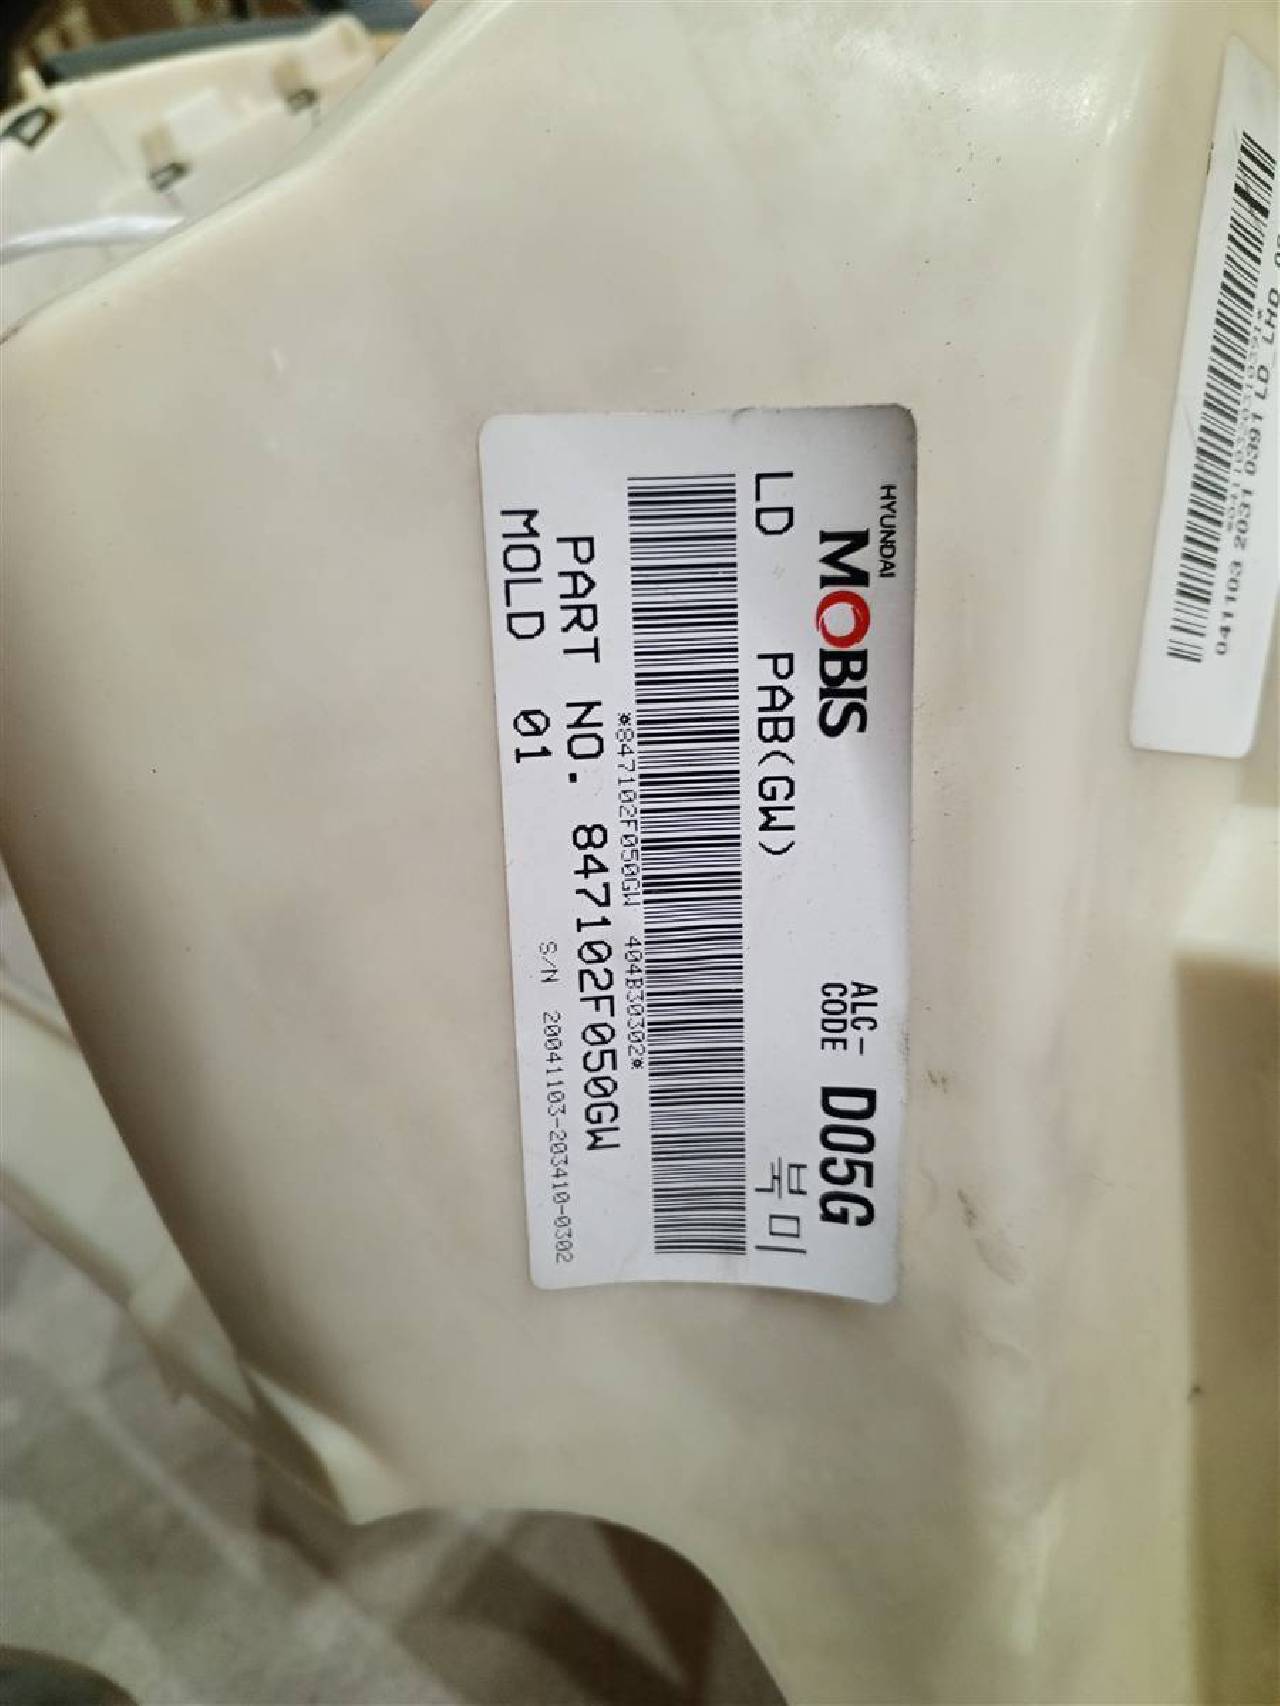 HYUNDAI
MOBIS
ALC-
CODE
D05G
LD PAB(GW)
북미
*847102F050GW 404B30302*
PART NO. 847102F050GW
MOLD 01
S/N 20041103-203410-0302